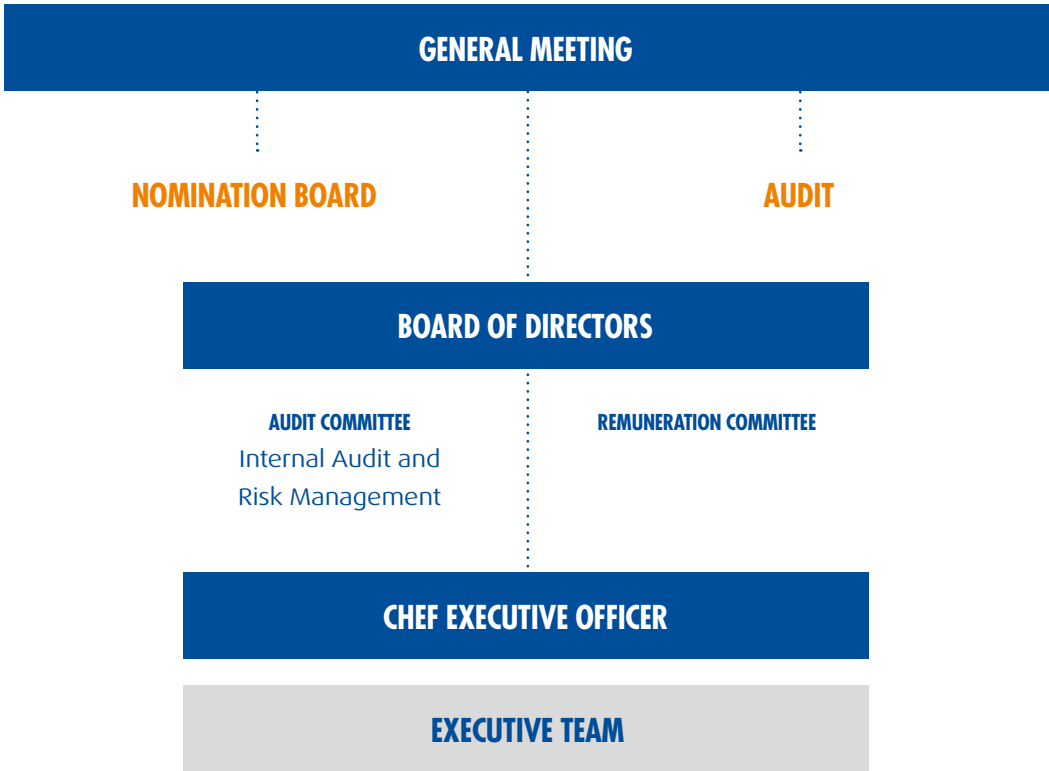 GENERAL MEETING
NOMINATION BOARD
AUDIT
BOARD OF DIRECTORS
AUDIT COMMITTEE
Internal Audit and
Risk Management
REMUNERATION COMMITTEE
CHEF EXECUTIVE OFFICER
EXECUTIVE TEAM